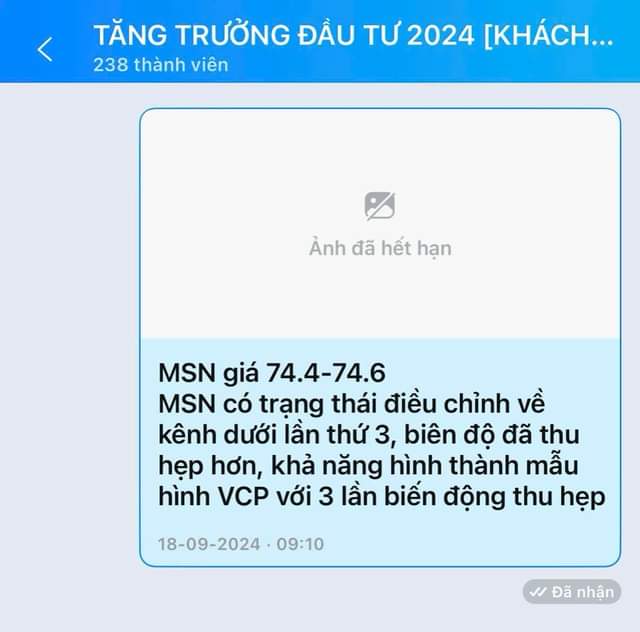 TĂNG TRƯỞNG ĐẦU TƯ 2024 [KHÁCH...
238 thành viên
Ảnh đã hết hạn
MSN giá 74.4-74.6
MSN có trạng thái điều chỉnh về
kênh dưới lần thứ 3, biên độ đã thu
hẹp hơn, khả năng hình thành mẫu
hình VCP với 3 lần biến động thu hẹp
18-09-2024 · 09:10
Đã nhận